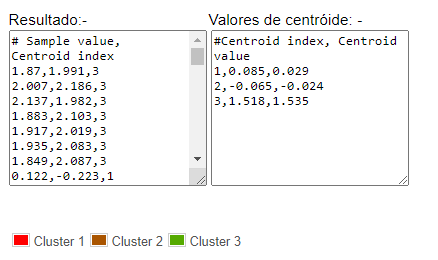 Resultado:-
# Sample value,
Centroid index
1.87,1.991,3
2.007,2.186,3
2.137,1.982,3
1.883,2.103,3
1.917,2.019,3
1.935,2.083,3
1.849,2.087,3
0.122,-0.223,1
Valores de centróide: -
#Centroid index, Centroid
value
1,0.085,0.029
2,-0.065,-0.024
3,1.518,1.535
Cluster 1 Cluster 2 Cluster 3